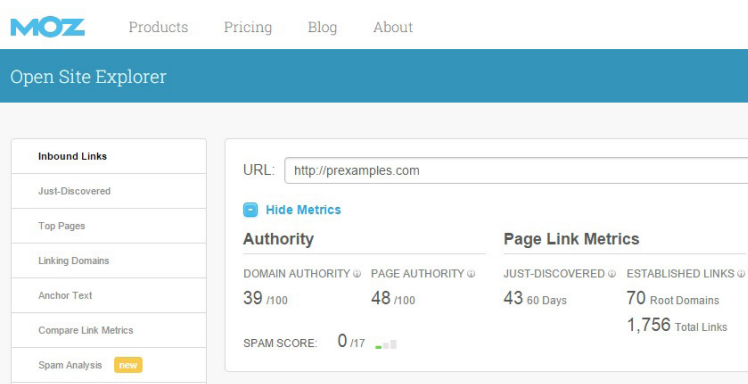 MOZ Products Pricing Blog About
Open Site Explorer
Inbound Links
Just-Discovered
Top Pages
Linking Domains
Anchor Text
Compare Link Metrics
Spam Analysis new
URL: http://prexamples.com
- Hide Metrics
Authority
DOMAIN AUTHORITY PAGE AUTHORITY
39 /100 48 /100
SPAM SCORE: 0 /17
Page Link Metrics
JUST-DISCOVERED ESTABLISHED LINKS
43 60 Days 70 Root Domains
1,756 Total Links